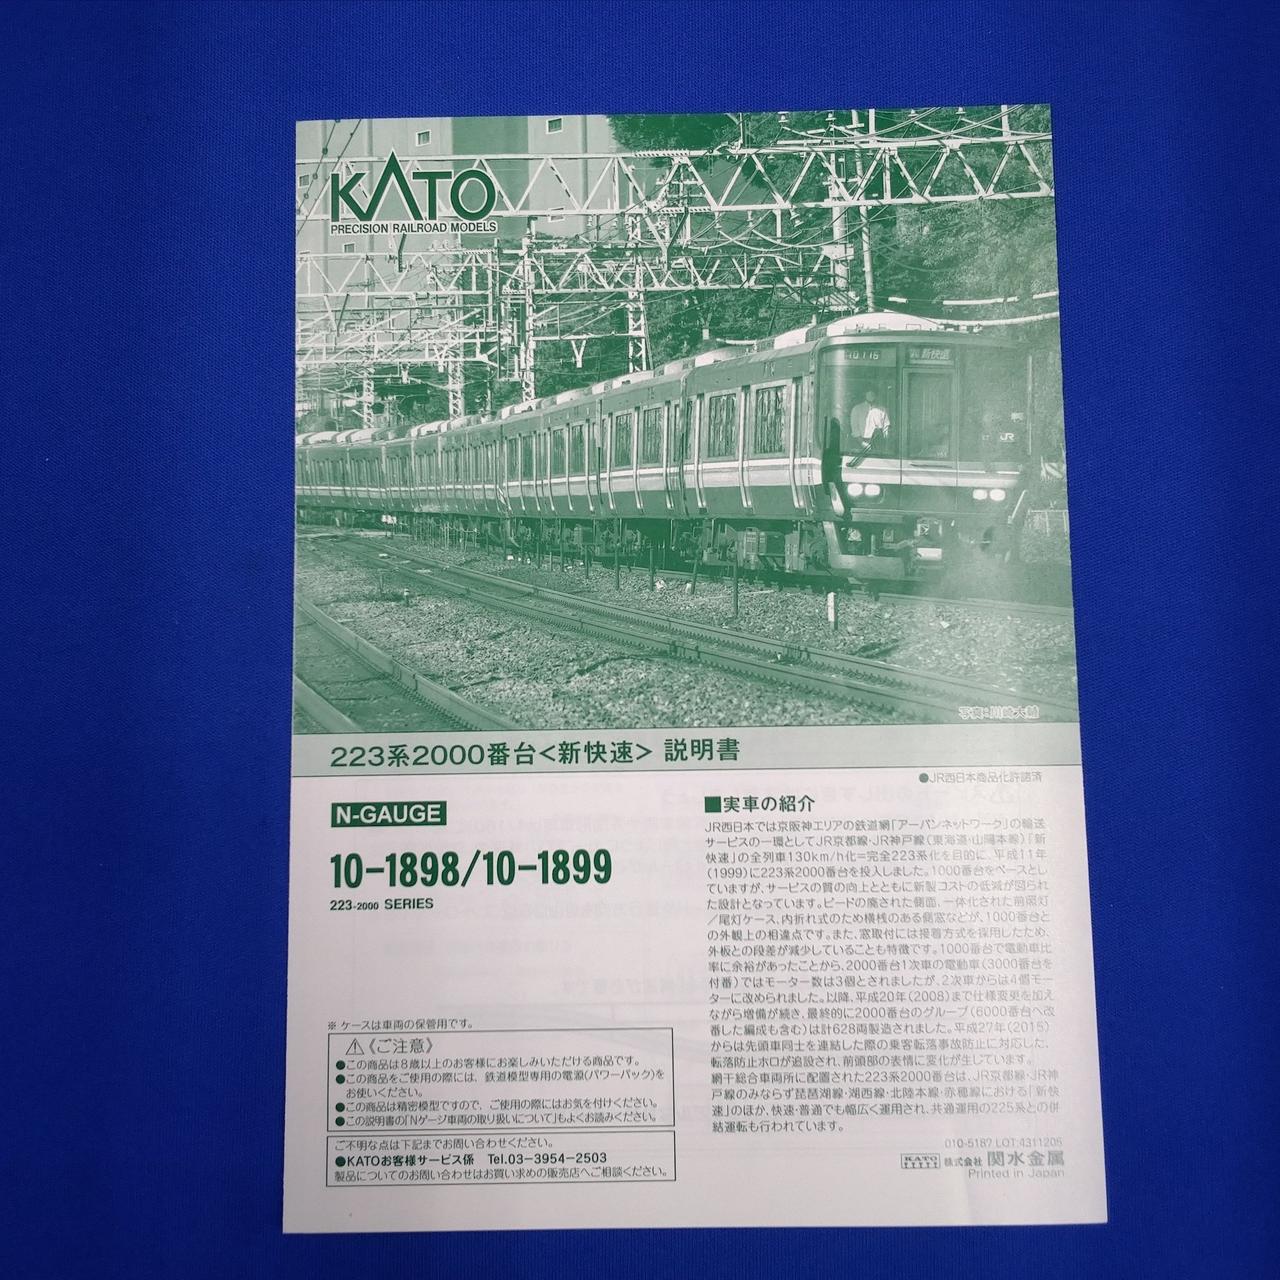 KATO
PRECISION RAILROAD MODELS
新快速
JR
写真:川崎大輔
223系2000番台<新快速> 説明書
●JR西日本商品化許諾済
N-GAUGE
10-1898/10-1899
223-2000 SERIES
※ ケースは車両の保管用です。
⚠《ご注意》
●この商品は8歳以上のお客様にお楽しみいただける商品です。
●この商品をご使用の際には、鉄道模型専用の電源(パワーパック)を
お使いください。
●この商品は精密模型ですので、ご使用の際にはお気を付けください。
●この説明書の「Nゲージ車両の取り扱いについて」もよくお読みください。
ご不明な点は下記までお問い合わせください。
●KATOお客様サービス係 Tel.03-3954-2503
製品についてのお問い合わせはお買い求めの販売店へご相談ください。
■実車の紹介
JR西日本では京阪神エリアの鉄道網「アーバンネットワーク」の輸送
サービスの一環としてJR京都線・JR神戸線(東海道・山陽本線)「新
快速」の全列車130km/h化=完全223系化を目的に、平成11年
(1999)に223系2000番台を投入しました。1000番台をベースとし
ていますが、サービスの質の向上とともに新製コストの低減が図られ
た設計となっています。ビードの廃された側面、一体化された前照灯
/尾灯ケース、内折れ式のため横桟のある側窓などが、1000番台と
の外観上の相違点です。また、窓取付には接着方式を採用したため、
外板との段差が減少していることも特徴です。1000番台で電動車比
率に余裕があったことから、2000番台1次車の電動車(3000番台を
付番)ではモーター数は3個とされましたが、2次車からは4個モー
ターに改められました。以降、平成20年(2008)まで仕様変更を加え
ながら増備が続き、最終的に2000番台のグループ(6000番台へ改
番した編成も含む)は計628両製造されました。平成27年(2015)
からは先頭車同士を連結した際の乗客転落事故防止に対応した、
転落防止ホロが追設され、前頭部の表情に変化が生じています。
網干総合車両所に配置された223系2000番台は、JR京都線・JR神
戸線のみならず琵琶湖線・湖西線・北陸本線・赤穂線における「新快
速」のほか、快速・普通でも幅広く運用され、共通運用の225系との併
結運転も行われています。
010-5187 LOT:4311205
KATO 株式会社 関水金属
Printed in Japan